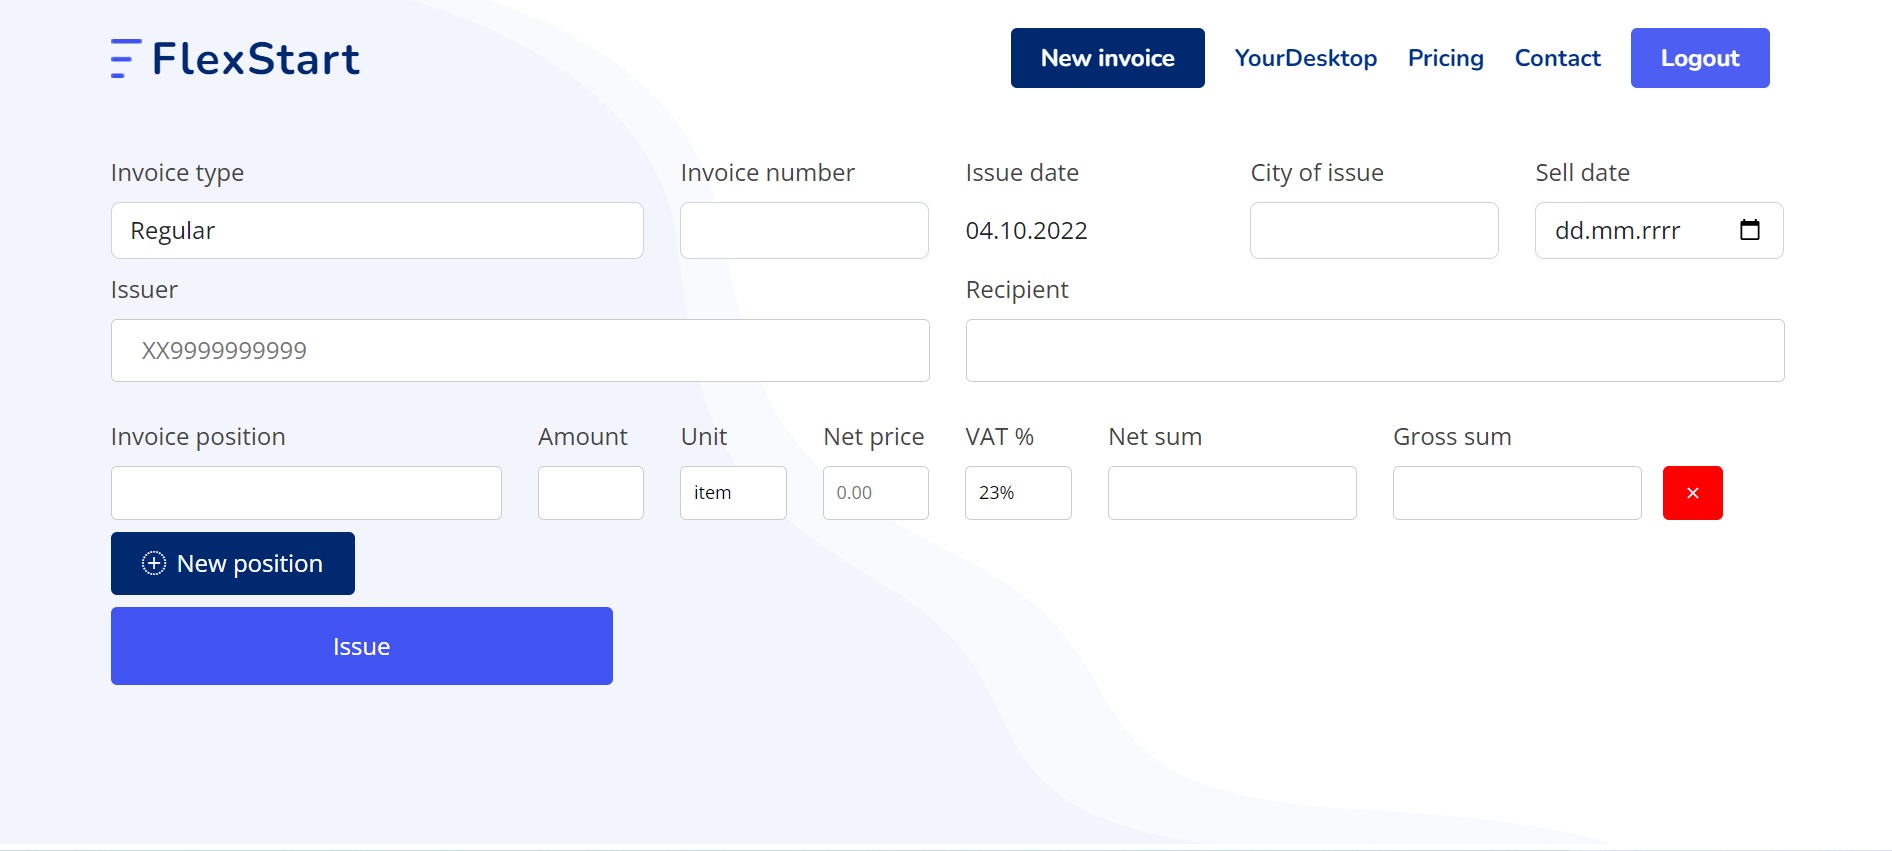 FlexStart
New invoice YourDesktop Pricing Contact Logout
Invoice type Invoice number Issue date City of issue Sell date
Regular 04.10.2022 dd.mm.rrrr
Issuer Recipient
XX9999999999
Invoice position Amount Unit Net price VAT % Net sum Gross sum
item 0.00 23% ×
New position
Issue